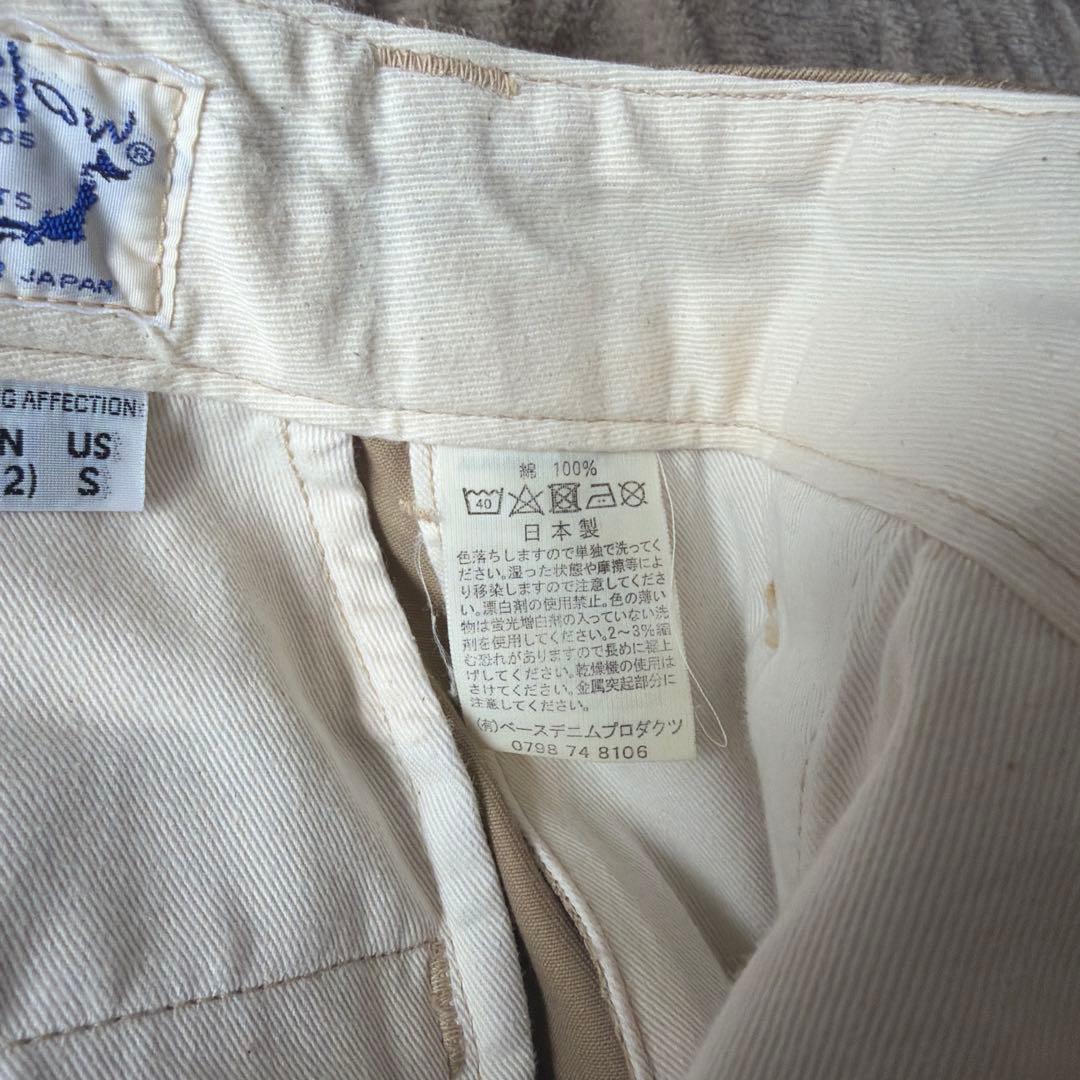 OW®
GS
TS
JAPAN
G AFFECTION
N US
2) S
綿 100%
40
日本製
色落ちしますので単独で洗ってく
ださい。湿った状態や摩擦等によ
り移染しますので注意してくださ
い。漂白剤の使用禁止。色の薄い
物は蛍光増白剤の入っていない洗
剤を使用してください。2〜3%縮
む恐れがありますので長めに裾上
げしてください。乾燥機の使用は
さけてください。金属突起部分に
注意してください。
(有)ベースデニムプロダクツ
0798 74 8106